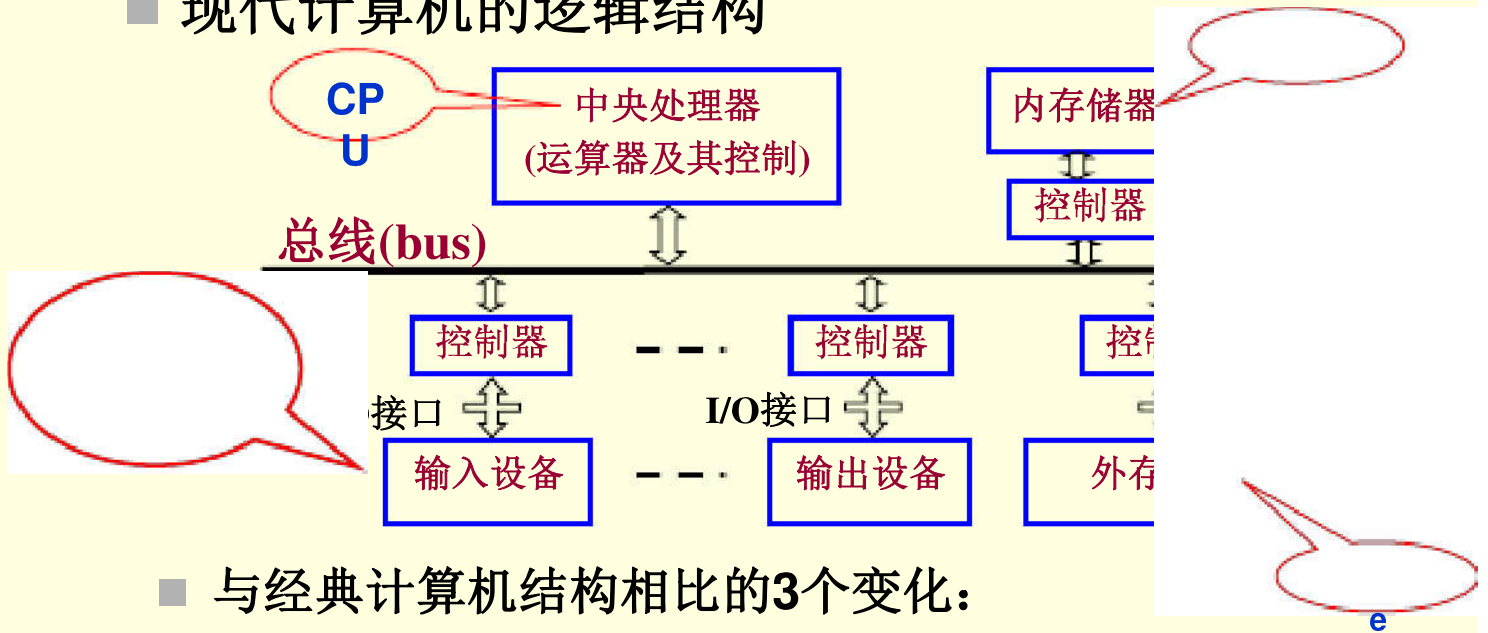 现代计算机的逻辑结构
CP
U
中央处理器
(运算器及其控制)
内存储器
控制器
总线(bus)
控制器
控制器
控
接口
I/O接口
输入设备
输出设备
外存
与经典计算机结构相比的3个变化：
e